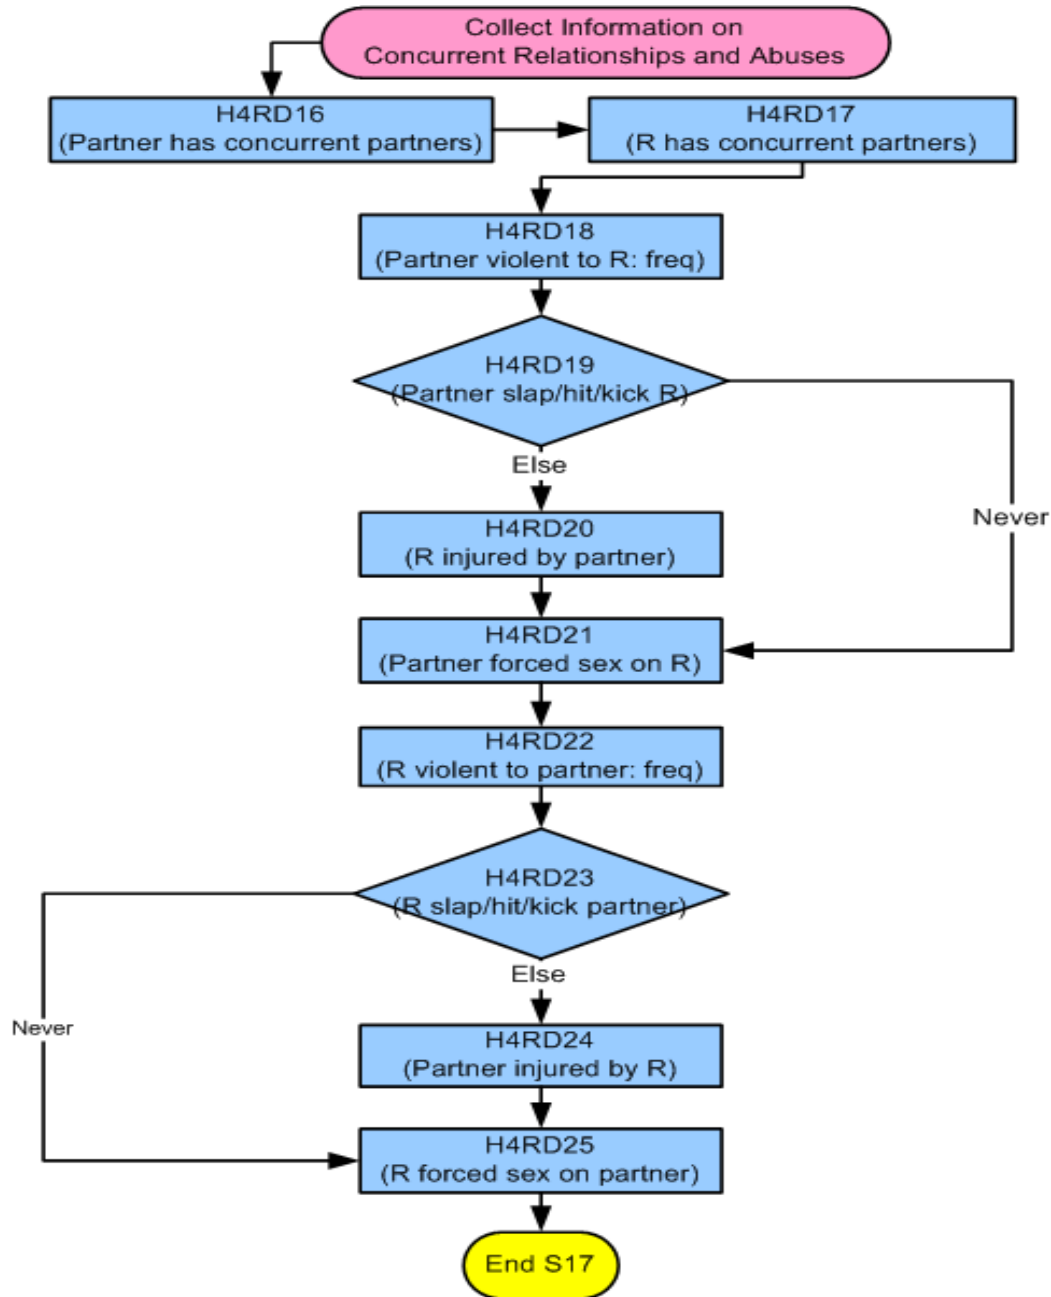 Collect Information on
Concurrent Relationships and Abuses
H4RD16
(Partner has concurrent partners)
H4RD17
(R has concurrent partners)
H4RD18
(Partner violent to R: freq)
H4RD19
(Partner slap/hit/kick R)
Else
Never
H4RD20
(R injured by partner)
H4RD21
(Partner forced sex on R)
H4RD22
(R violent to partner: freq)
H4RD23
(R slap/hit/kick partner)
Else
Never
H4RD24
(Partner injured by R)
H4RD25
(R forced sex on partner)
End S17